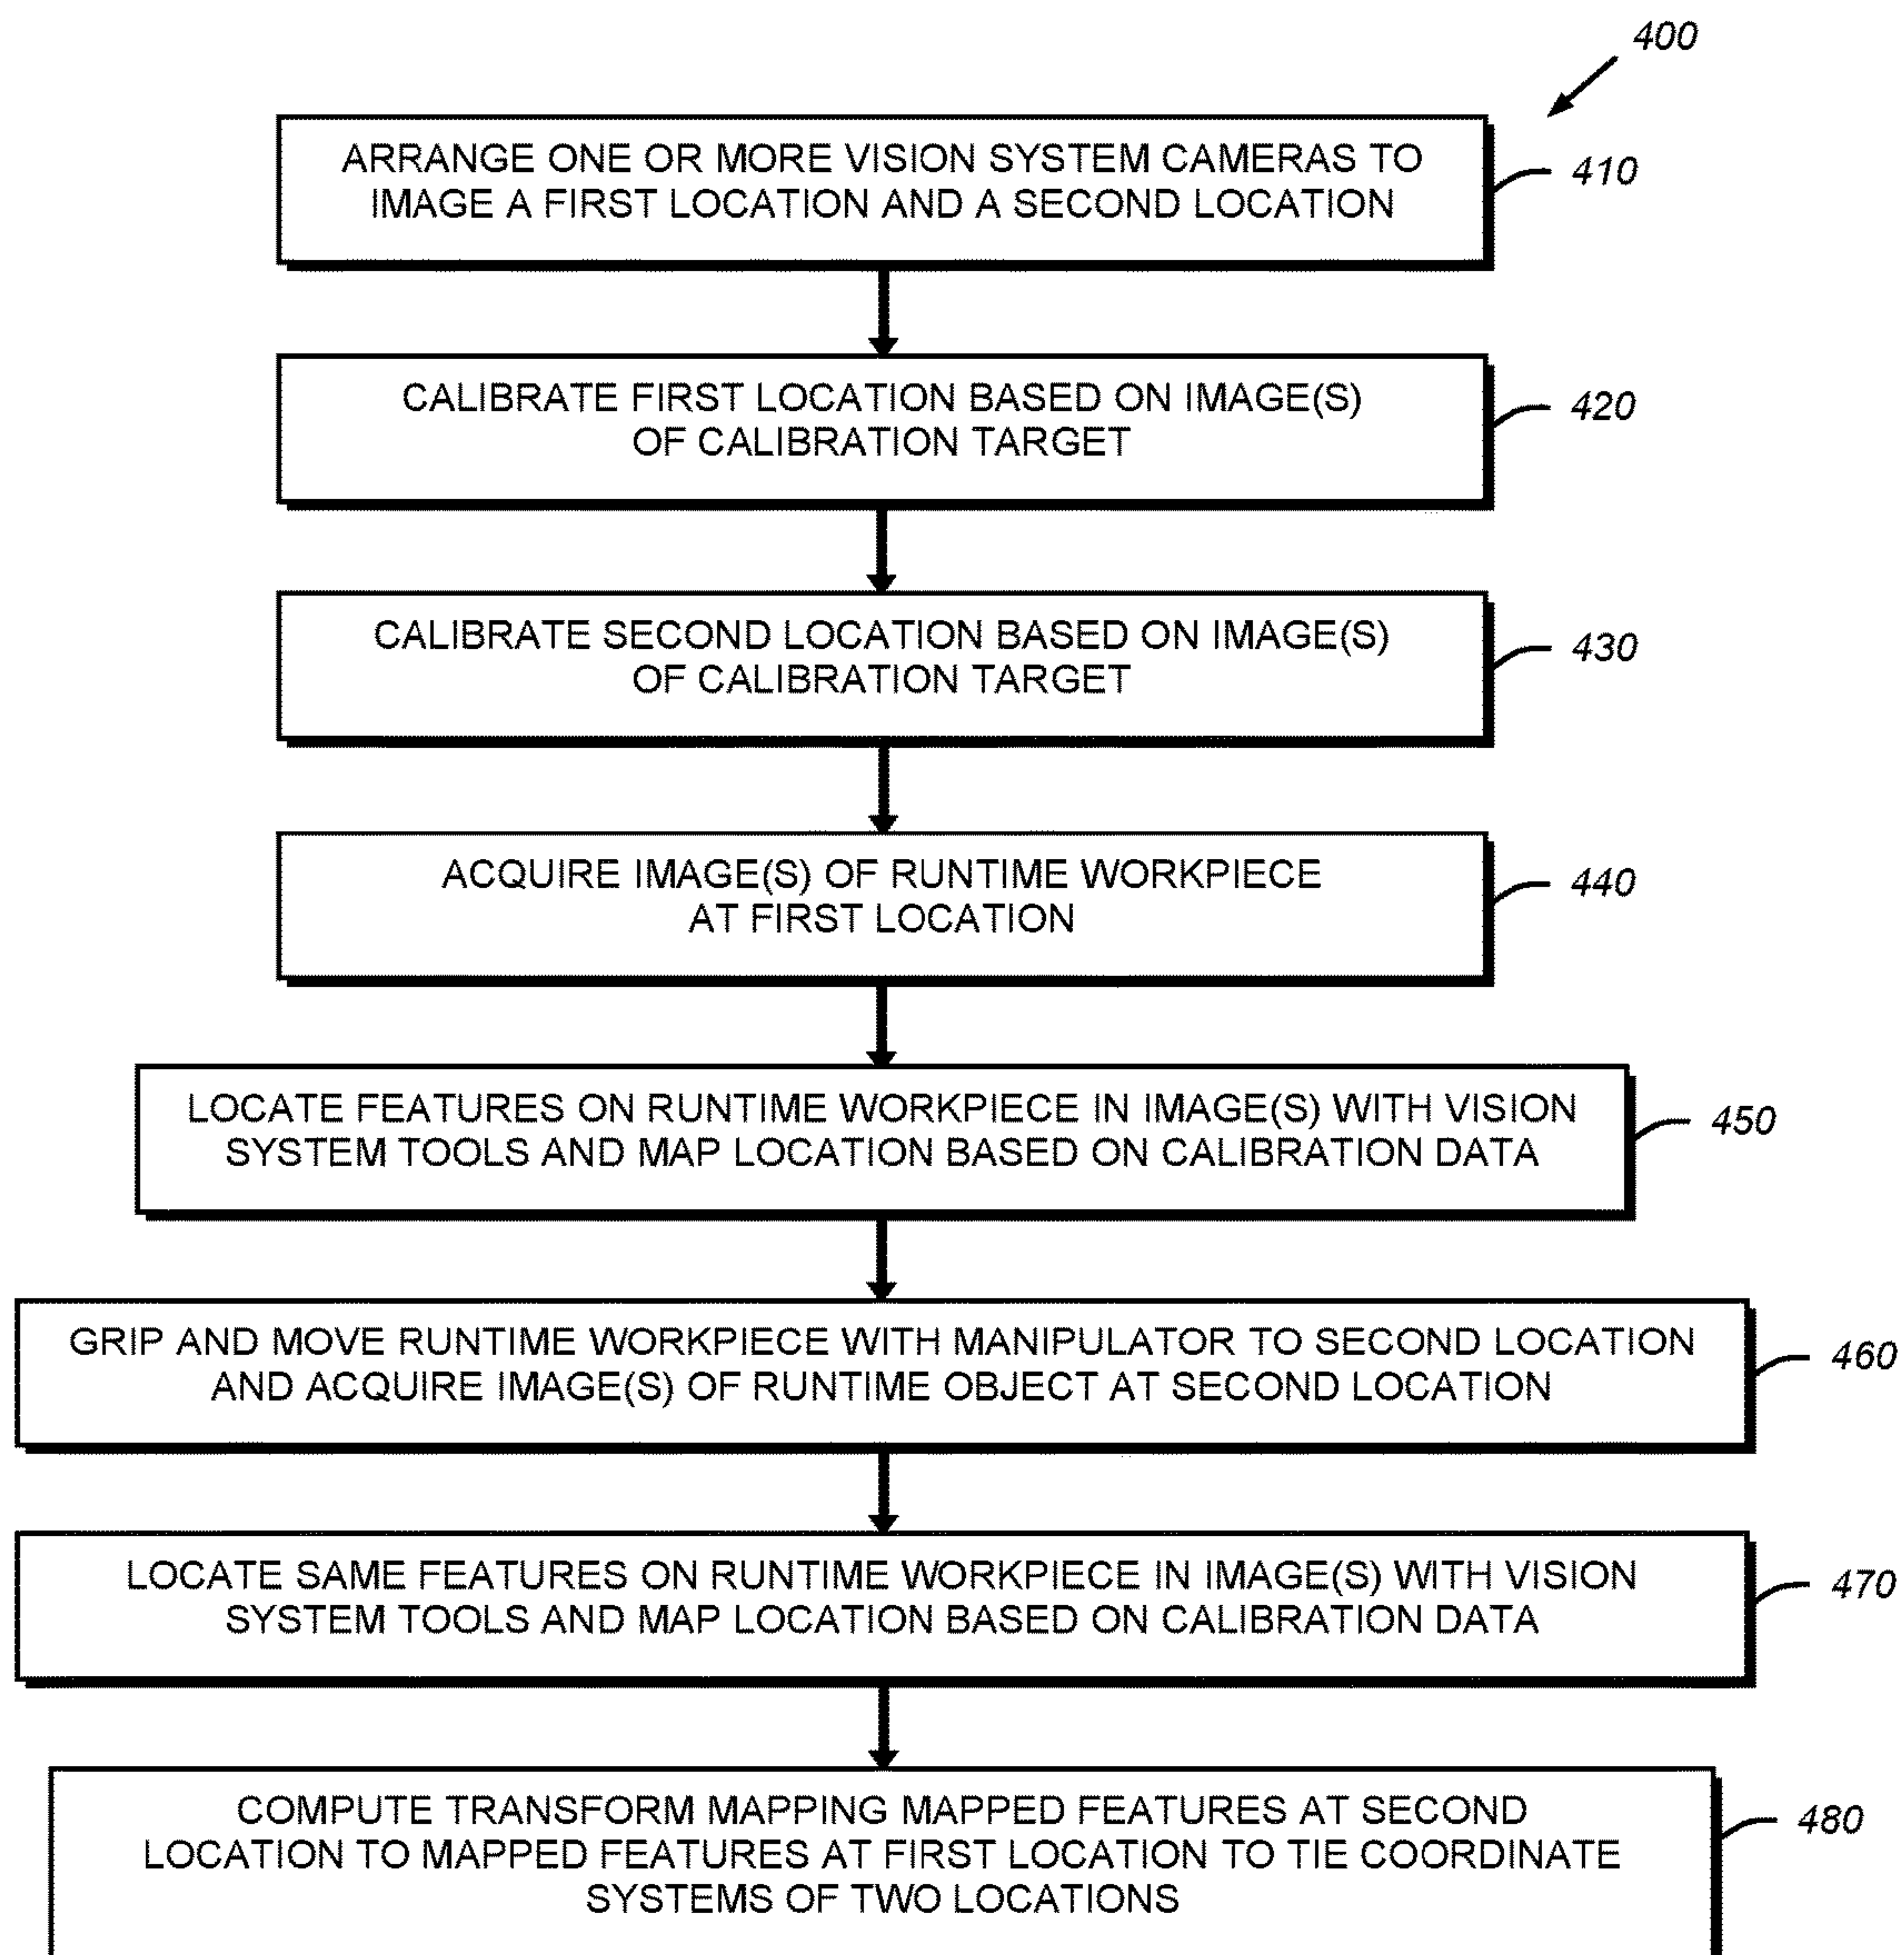 400
ARRANGE ONE OR MORE VISION SYSTEM CAMERAS TO
IMAGE A FIRST LOCATION AND A SECOND LOCATION
410
CALIBRATE FIRST LOCATION BASED ON IMAGE(S)
OF CALIBRATION TARGET
420
CALIBRATE SECOND LOCATION BASED ON IMAGE(S)
OF CALIBRATION TARGET
430
ACQUIRE IMAGE(S) OF RUNTIME WORKPIECE
AT FIRST LOCATION
440
LOCATE FEATURES ON RUNTIME WORKPIECE IN IMAGE(S) WITH VISION
SYSTEM TOOLS AND MAP LOCATION BASED ON CALIBRATION DATA
450
GRIP AND MOVE RUNTIME WORKPIECE WITH MANIPULATOR TO SECOND LOCATION
AND ACQUIRE IMAGE(S) OF RUNTIME OBJECT AT SECOND LOCATION
460
LOCATE SAME FEATURES ON RUNTIME WORKPIECE IN IMAGE(S) WITH VISION
SYSTEM TOOLS AND MAP LOCATION BASED ON CALIBRATION DATA
470
COMPUTE TRANSFORM MAPPING MAPPED FEATURES AT SECOND
LOCATION TO MAPPED FEATURES AT FIRST LOCATION TO TIE COORDINATE
SYSTEMS OF TWO LOCATIONS
480